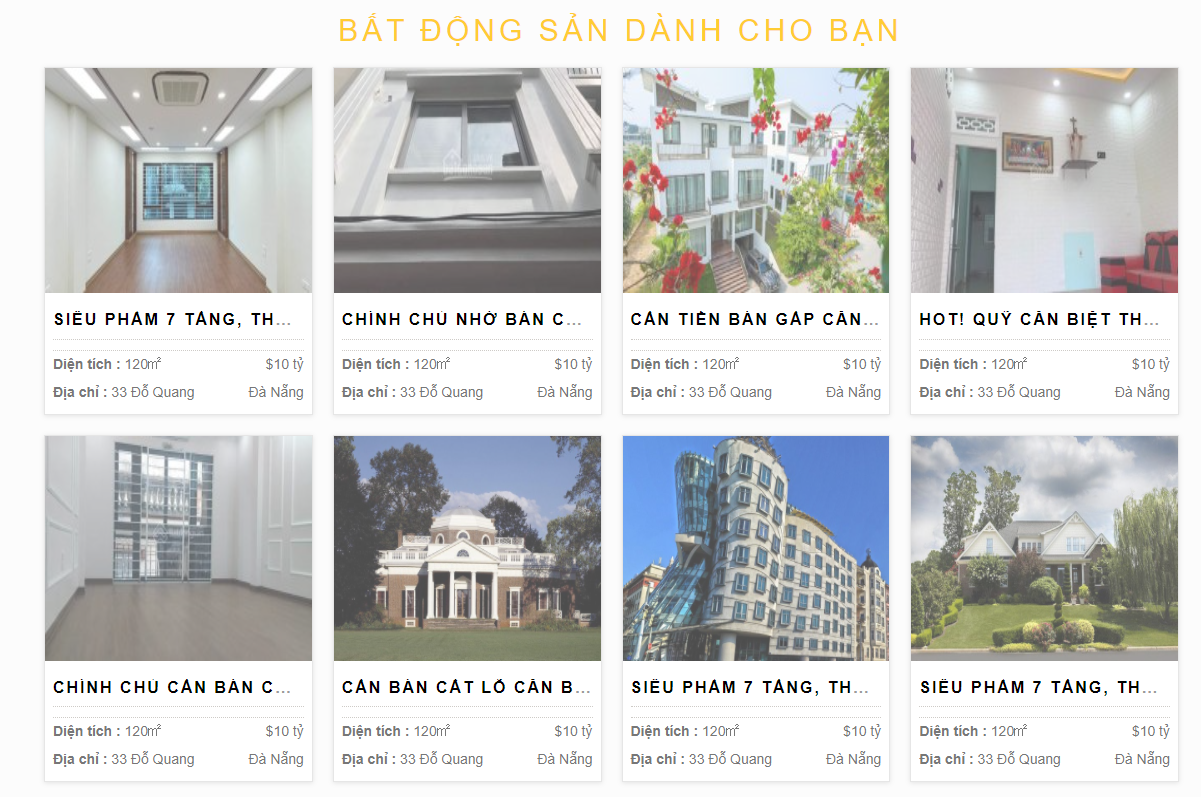 BẤT ĐỘNG SẢN DÀNH CHO BẠN
SIÊU PHẨM 7 TẦNG, TH...
CHÍNH CHỦ NHỜ BÁN C...
CẦN TIỀN BÁN GẤP CĂN...
HOT! QUỸ CĂN BIỆT TH...
Diện tích : 120m² $10 tỷ
Diện tích : 120m² $10 tỷ
Diện tích : 120m² $10 tỷ
Diện tích : 120m² $10 tỷ
Địa chỉ : 33 Đỗ Quang Đà Nẵng
Địa chỉ : 33 Đỗ Quang Đà Nẵng
Địa chỉ : 33 Đỗ Quang Đà Nẵng
Địa chỉ : 33 Đỗ Quang Đà Nẵng
CHÍNH CHỦ CẦN BÁN C...
CẦN BÁN CẮT LỖ CĂN B...
SIÊU PHẨM 7 TẦNG, TH...
SIÊU PHẨM 7 TẦNG, TH...
Diện tích : 120m² $10 tỷ
Diện tích : 120m² $10 tỷ
Diện tích : 120m² $10 tỷ
Diện tích : 120m² $10 tỷ
Địa chỉ : 33 Đỗ Quang Đà Nẵng
Địa chỉ : 33 Đỗ Quang Đà Nẵng
Địa chỉ : 33 Đỗ Quang Đà Nẵng
Địa chỉ : 33 Đỗ Quang Đà Nẵng